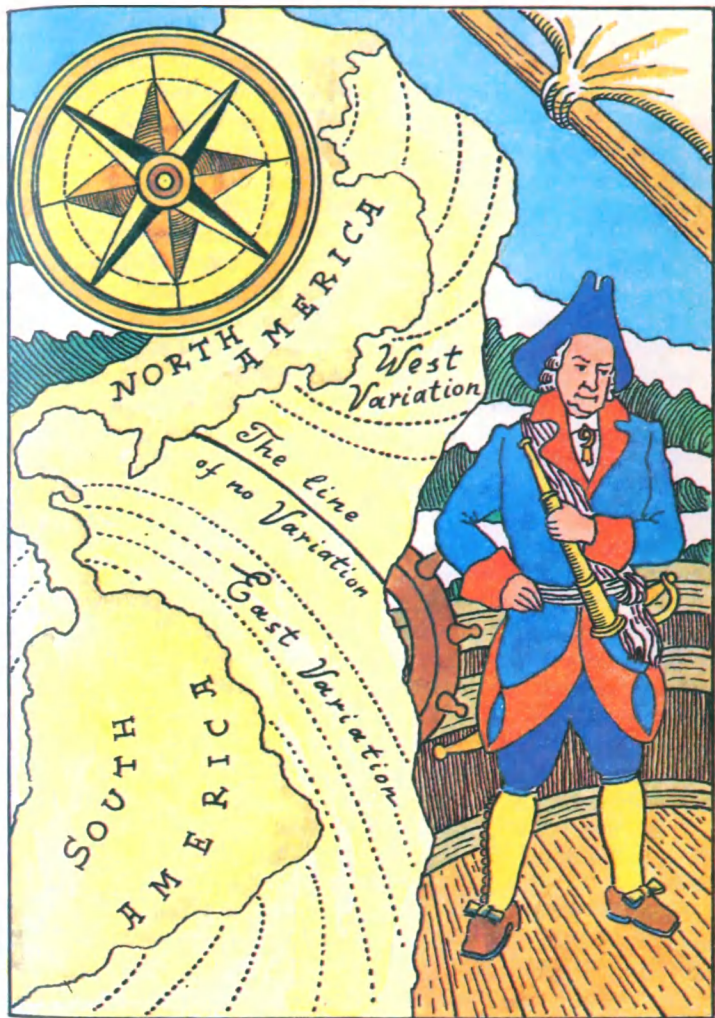 NORTH
AMERICA
West
Variation
The line
of no Variation
East Variation
SOUTH
AMERICA